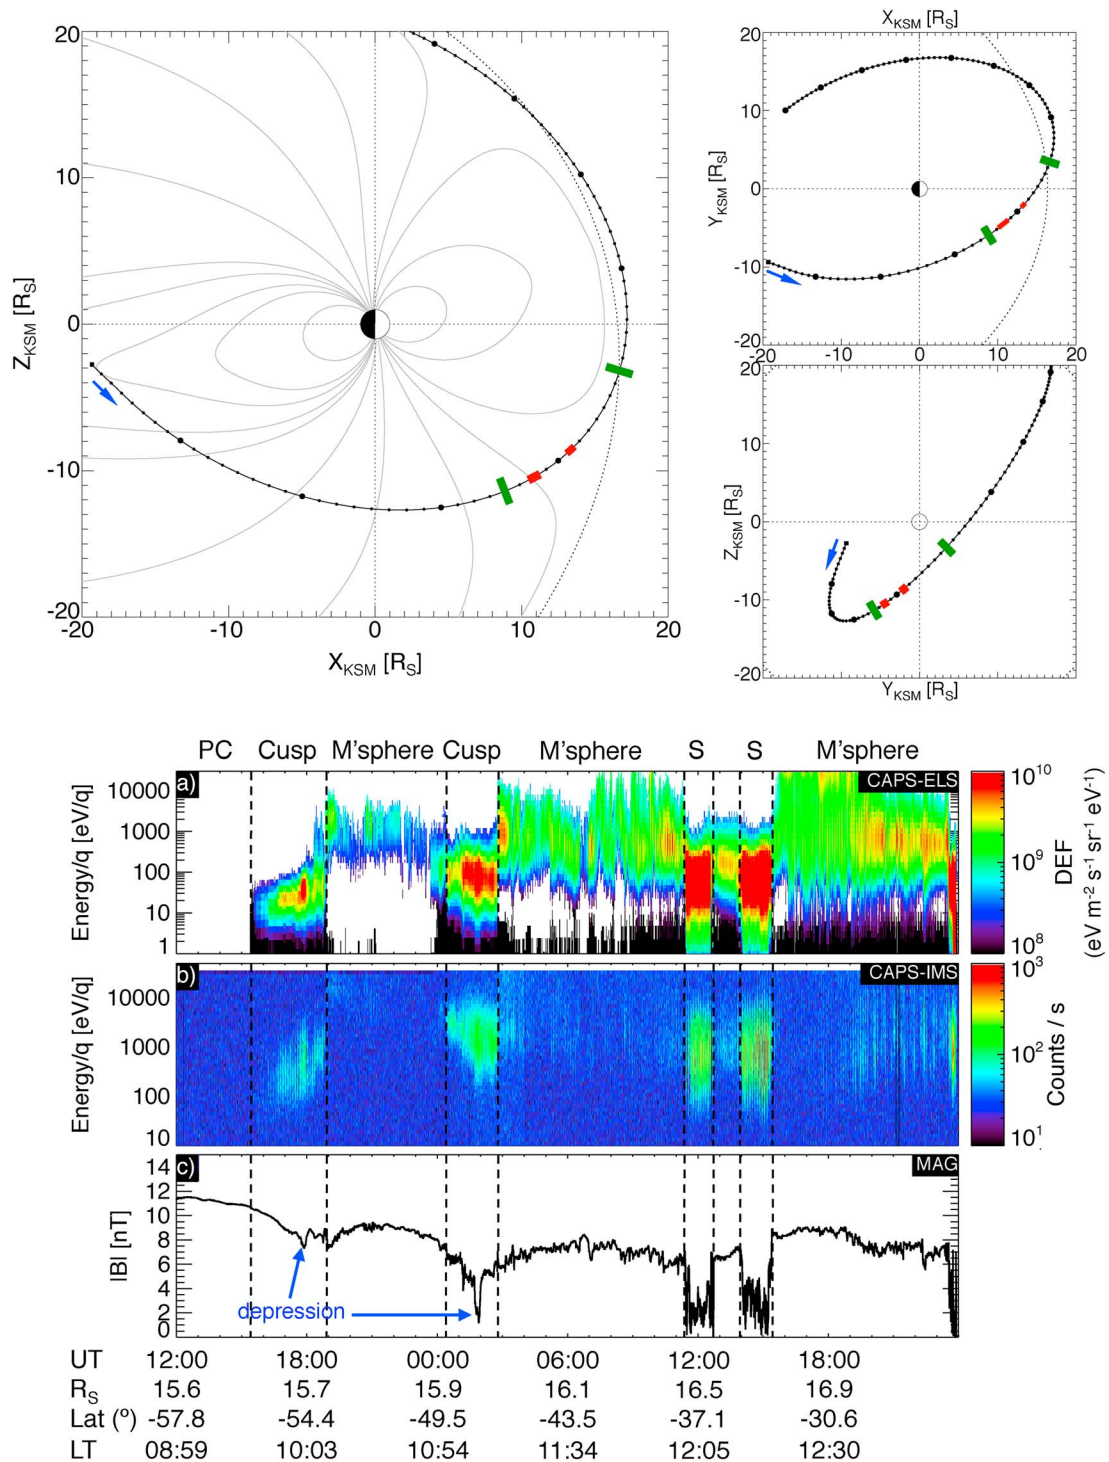 20
10
0
-10
-20
-20
-10
0
10
20
Z_KSM [R_S]
X_KSM [R_S]
X_KSM [R_S]
20
10
0
-10
-20
-20
-10
0
10
20
Y_KSM [R_S]
20
10
0
-10
-20
Z_KSM [R_S]
Y_KSM [R_S]
PC Cusp M'sphere Cusp M'sphere S S M'sphere
a) CAPS-ELS
10000
1000
100
10
1
Energy/q [eV/q]
10^10
10^9
10^8
DEF
(eV m^-2 s^-1 sr^-1 eV^-1)
b) CAPS-IMS
10000
1000
100
10
Energy/q [eV/q]
10^3
10^2
10^1
Counts / s
c) MAG
14
12
10
8
6
4
2
0
|B| [nT]
depression
UT 12:00 18:00 00:00 06:00 12:00 18:00
R_S 15.6 15.7 15.9 16.1 16.5 16.9
Lat (º) -57.8 -54.4 -49.5 -43.5 -37.1 -30.6
LT 08:59 10:03 10:54 11:34 12:05 12:30